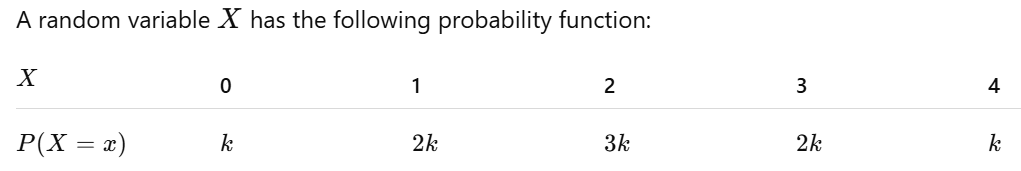 A random variable X has the following probability function:
X 0 1 2 3 4
P(X = x) k 2k 3k 2k k